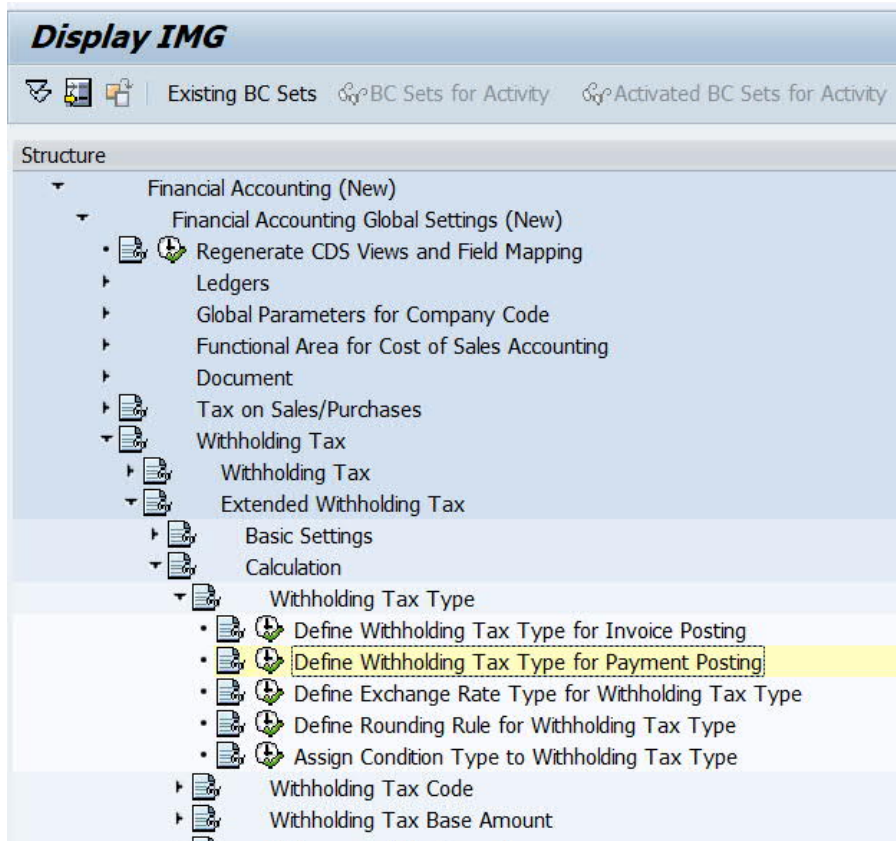 Display IMG
Existing BC Sets BC Sets for Activity Activated BC Sets for Activity
Structure
Financial Accounting (New)
Financial Accounting Global Settings (New)
Regenerate CDS Views and Field Mapping
Ledgers
Global Parameters for Company Code
Functional Area for Cost of Sales Accounting
Document
Tax on Sales/Purchases
Withholding Tax
Withholding Tax
Extended Withholding Tax
Basic Settings
Calculation
Withholding Tax Type
Define Withholding Tax Type for Invoice Posting
Define Withholding Tax Type for Payment Posting
Define Exchange Rate Type for Withholding Tax Type
Define Rounding Rule for Withholding Tax Type
Assign Condition Type to Withholding Tax Type
Withholding Tax Code
Withholding Tax Base Amount